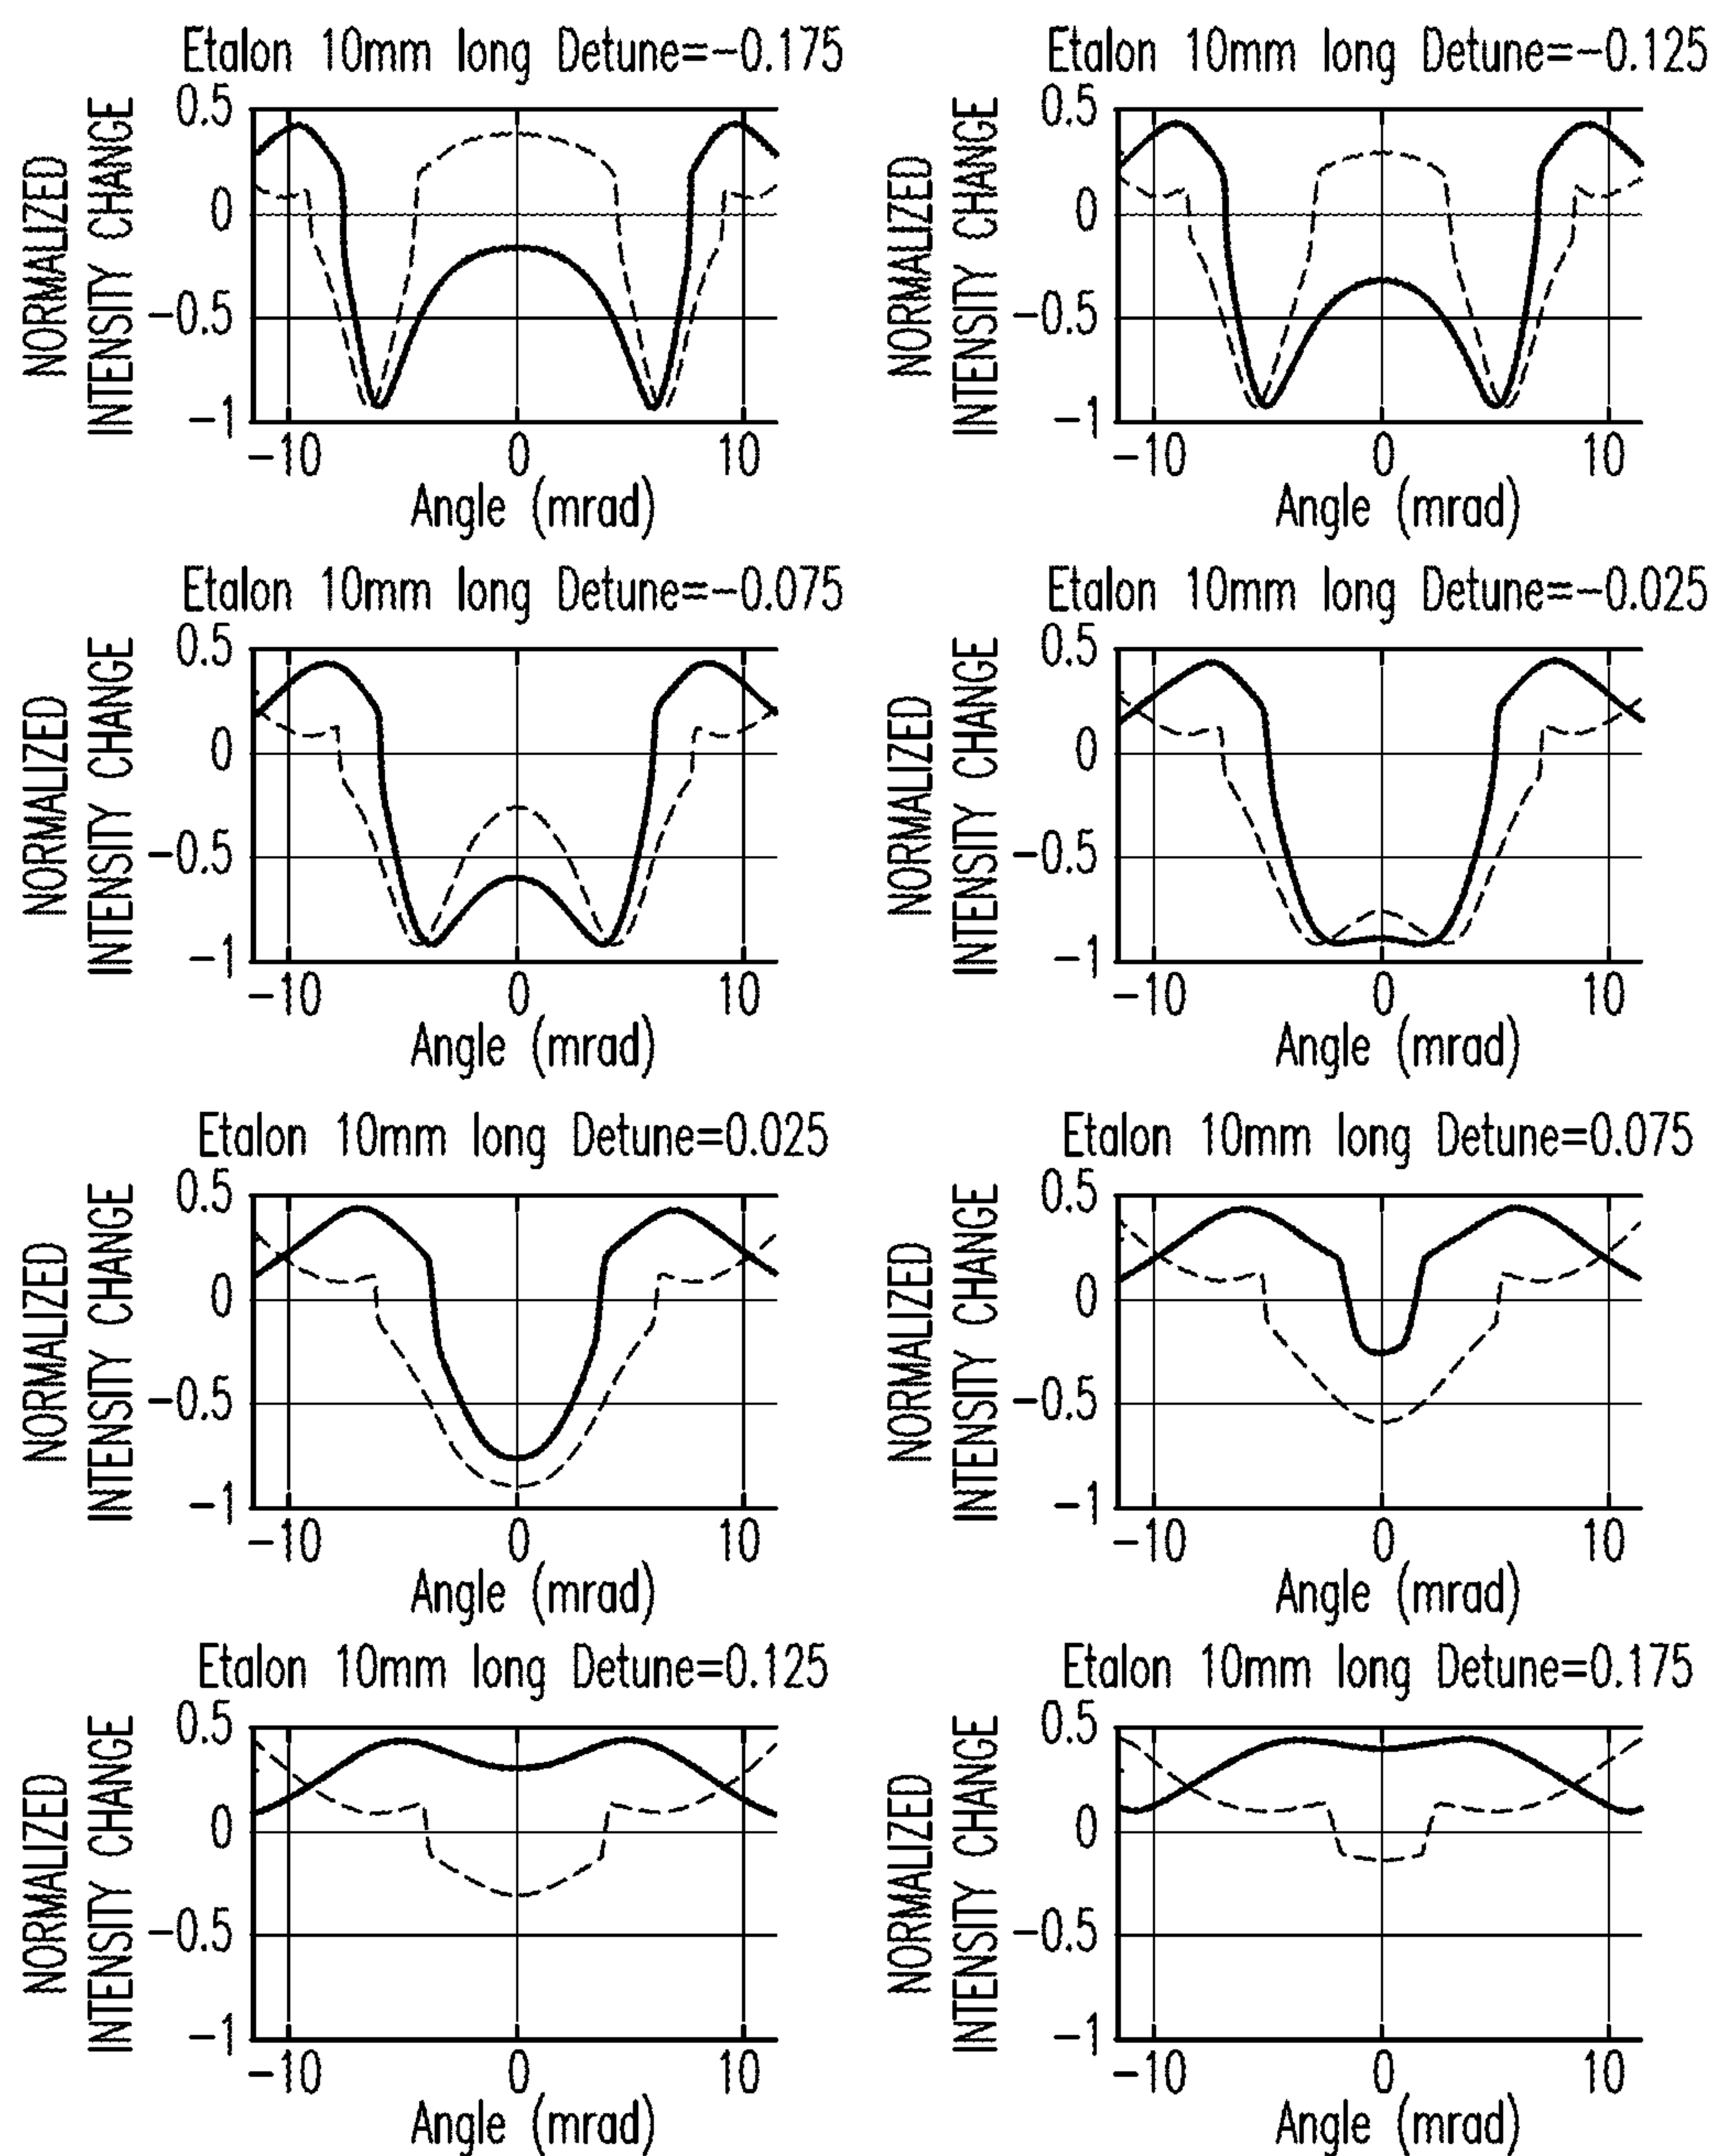 Etalon 10mm long Detune=-0.175
NORMALIZED
INTENSITY CHANGE
0.5
0
-0.5
-1
-10 0 10
Angle (mrad)
Etalon 10mm long Detune=-0.125
NORMALIZED
INTENSITY CHANGE
0.5
0
-0.5
-1
-10 0 10
Angle (mrad)
Etalon 10mm long Detune=-0.075
NORMALIZED
INTENSITY CHANGE
0.5
0
-0.5
-1
-10 0 10
Angle (mrad)
Etalon 10mm long Detune=-0.025
NORMALIZED
INTENSITY CHANGE
0.5
0
-0.5
-1
-10 0 10
Angle (mrad)
Etalon 10mm long Detune=0.025
NORMALIZED
INTENSITY CHANGE
0.5
0
-0.5
-1
-10 0 10
Angle (mrad)
Etalon 10mm long Detune=0.075
NORMALIZED
INTENSITY CHANGE
0.5
0
-0.5
-1
-10 0 10
Angle (mrad)
Etalon 10mm long Detune=0.125
NORMALIZED
INTENSITY CHANGE
0.5
0
-0.5
-1
-10 0 10
Angle (mrad)
Etalon 10mm long Detune=0.175
NORMALIZED
INTENSITY CHANGE
0.5
0
-0.5
-1
-10 0 10
Angle (mrad)